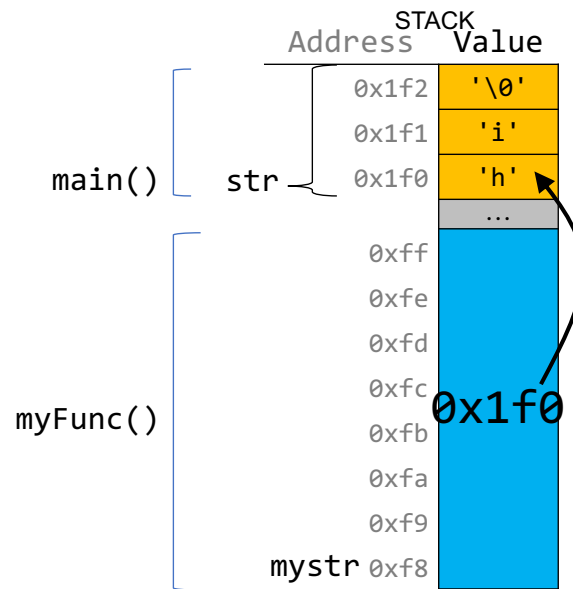 STACK
Address Value
0x1f2 '\0'
0x1f1 'i'
main() str 0x1f0 'h'
...
0xff
0xfe
0xfd
0xfc
myFunc() 0x1f0
0xfb
0xfa
0xf9
mystr 0xf8